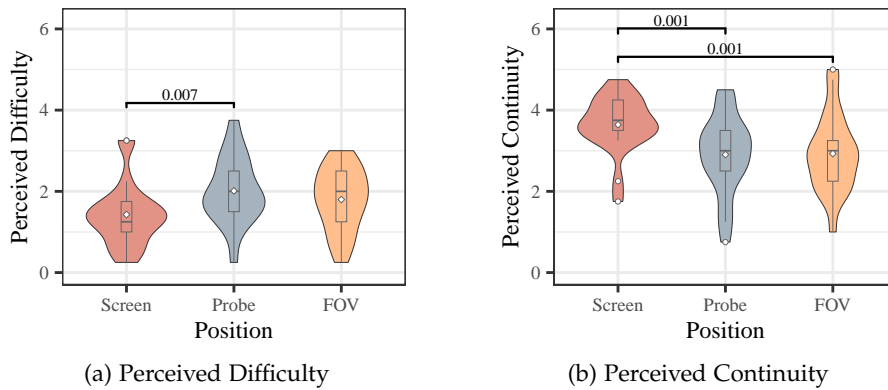 6
4
2
0
Perceived Difficulty
0.007
Screen Probe FOV
Position
(a) Perceived Difficulty
6
4
2
0
Perceived Continuity
0.001
0.001
Screen Probe FOV
Position
(b) Perceived Continuity